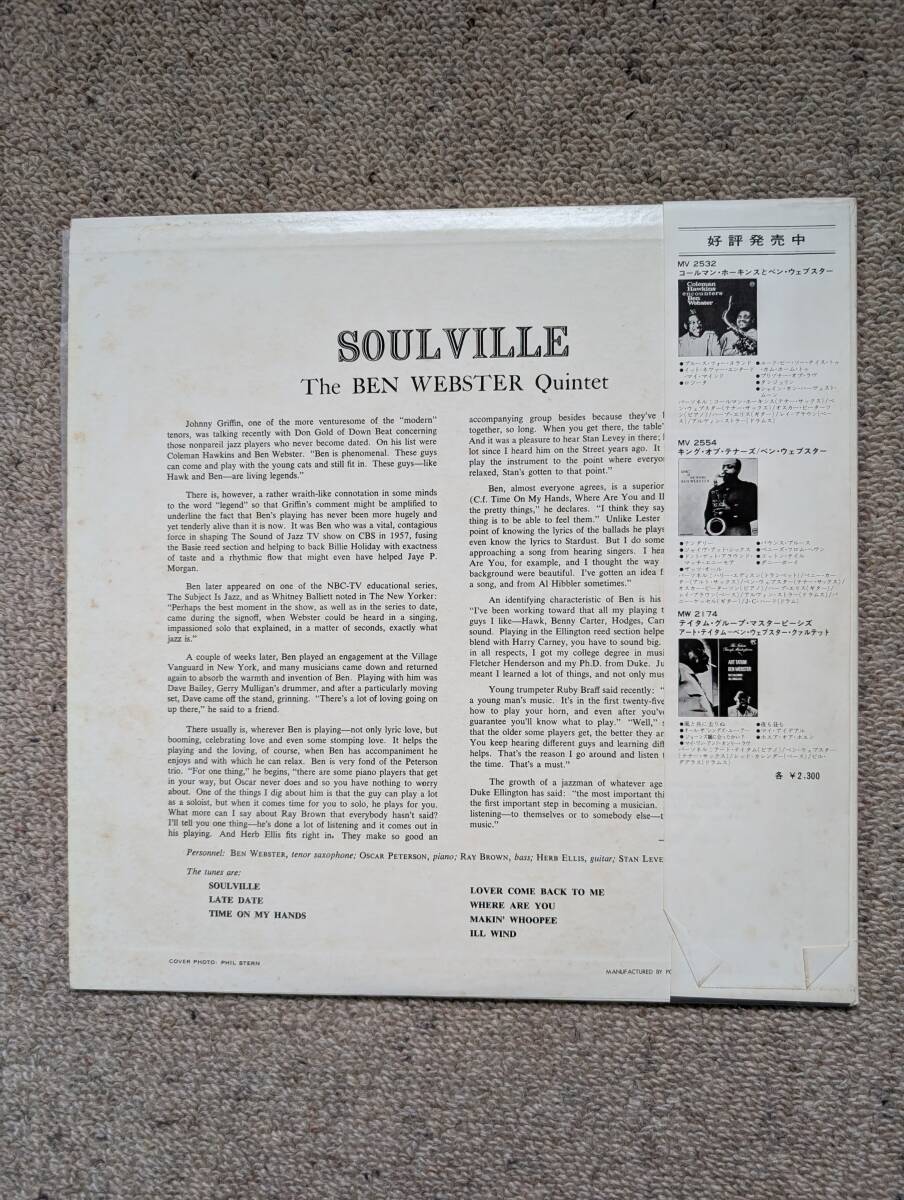 SOULVILLE
The BEN WEBSTER Quintet
Johnny Griffin, one of the more venturesome of the "modern"
tenors, was talking recently with Don Gold of Down Beat concerning
those nonpareil jazz players who never become dated. On his list were
Coleman Hawkins and Ben Webster. "Ben is phenomenal. These guys
can come and play with the young cats and still fit in. These guys—like
Hawk and Ben—are living legends."
There is, however, a rather wraith-like connotation in some minds
to the word "legend" so that Griffin's comment might be amplified to
underline the fact that Ben's playing has never been more hugely and
yet tenderly alive than it is now. It was Ben who was a vital, contagious
force in shaping The Sound of Jazz TV show on CBS in 1957, fusing
the Basie reed section and helping to back Billie Holiday with exactness
of taste and a rhythmic flow that might even have helped Jaye P.
Morgan.
Ben later appeared on one of the NBC-TV educational series,
The Subject Is Jazz, and as Whitney Balliett noted in The New Yorker:
"Perhaps the best moment in the show, as well as in the series to date,
came during the signoff, when Webster could be heard in a singing,
impassioned solo that explained, in a matter of seconds, exactly what
jazz is."
A couple of weeks later, Ben played an engagement at the Village
Vanguard in New York, and many musicians came down and returned
again to absorb the warmth and invention of Ben. Playing with him was
Dave Bailey, Gerry Mulligan's drummer, and after a particularly moving
set, Dave came off the stand, grinning. "There's a lot of loving going on
up there," he said to a friend.
There usually is, wherever Ben is playing—not only lyric love, but
booming, celebrating love and even some stomping love. It helps the
playing and the loving, of course, when Ben has accompaniment he
enjoys and with which he can relax. Ben is very fond of the Peterson
trio. "For one thing," he begins, "there are some piano players that get
in your way, but Oscar never does and so you have nothing to worry
about. One of the things I dig about him is that the guy can play a lot
as a soloist, but when it comes time for you to solo, he plays for you.
What more can I say about Ray Brown that everybody hasn't said?
I'll tell you one thing—he's done a lot of listening and it comes out in
his playing. And Herb Ellis fits right in. They make so good an
accompanying group besides because they've
together, so long. When you get there, the table'
And it was a pleasure to hear Stan Levey in there;
lot since I heard him on the Street years ago. It
play the instrument to the point where everyo
relaxed, Stan's gotten to that point."
Ben, almost everyone agrees, is a superior
(C.f. Time On My Hands, Where Are You and Il
the pretty things," he declares. "I think they say
thing is to be able to feel them." Unlike Lester
point of knowing the lyrics of the ballads he plays
even know the lyrics to Stardust. But I do some
approaching a song from hearing singers. I hea
Are You, for example, and I thought the way
background were beautiful. I've gotten an idea f
a song, and from Al Hibbler sometimes."
An identifying characteristic of Ben is his
"I've been working toward that all my playing t
guys I like—Hawk, Benny Carter, Hodges, Car
sound. Playing in the Ellington reed section helpe
blend with Harry Carney, you have to sound big.
in all respects, I got my college degree in musi
Fletcher Henderson and my Ph.D. from Duke. Ju
meant I learned a lot of things, and not only mus
Young trumpeter Ruby Braff said recently: "
a young man's music. It's in the first twenty-five
how to play your horn, and even after you'v
guarantee you'll know what to play." "Well,"
that the older some players get, the better they ar
You keep hearing different guys and learning diff
helps. That's the reason I go around and listen
the time. That's a must."
The growth of a jazzman of whatever age
Duke Ellington has said: "the most important thi
the first important step in becoming a musician.
listening—to themselves or to somebody else—t
music."
Personnel: BEN WEBSTER, tenor saxophone; OSCAR PETERSON, piano; RAY BROWN, bass; HERB ELLIS, guitar; STAN LEVE
The tunes are:
SOULVILLE
LATE DATE
TIME ON MY HANDS
LOVER COME BACK TO ME
WHERE ARE YOU
MAKIN' WHOOPEE
ILL WIND
COVER PHOTO: PHIL STERN
MANUFACTURED BY PO
好評発売中
MV 2532
コールマン・ホーキンスとベン・ウェブスター
Coleman
Hawkins
encounters
Ben
Webster
MV 2554
キング・オブ・テナーズ/ベン・ウェブスター
MW 2174
テイタム・グループ・マスターピーシズ
アート・テイタム〜ベン・ウェブスター・クァルテット
ART TATUM
BEN WEBSTER
各 ¥2.300